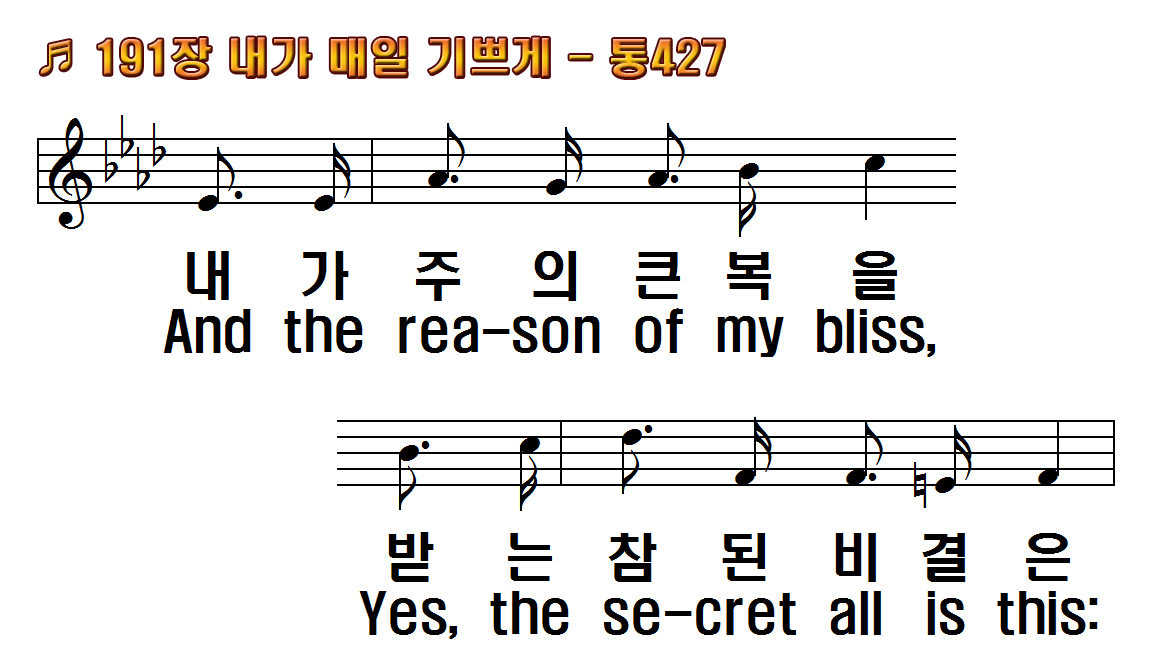 ♬ 191장 내가 매일 기쁘게 - 통427
내 가 주 의 큰 복 을
And the rea-son of my bliss,
받 는 참 된 비 결 은
Yes, the se-cret all is this: